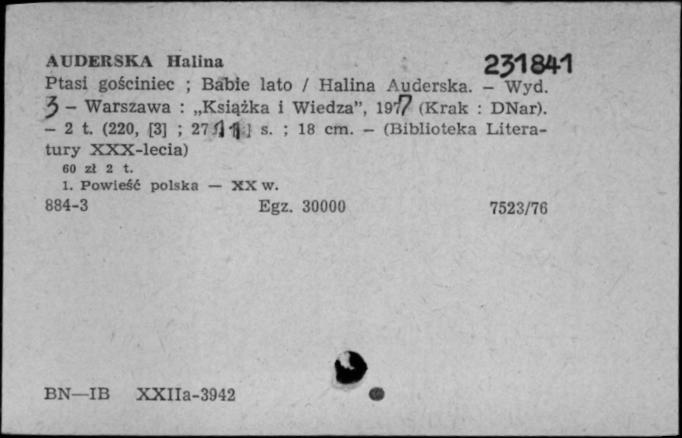 AUDERSKA Halina 231841
Ptasi gościniec ; Babie lato / Halina Auderska. — Wyd.
3 — Warszawa : „Książka i Wiedza”, 1977 (Krak : DNar).
— 2 t. (220, [3] ; s. ; 18 cm. — (Biblioteka Litera-
tury XXX-lecia)
60 zł 2 t.
1. Powieść polska — XX w.
884-3 Egz. 30000 7523/76
BN—IB XXIIa-3942